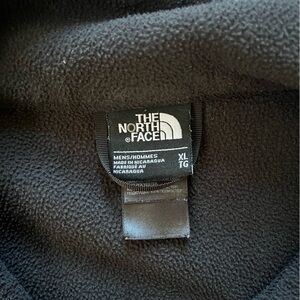 THE
NORTH
FACE
MENS/HOMMES
MADE IN NICARAGUA
FABRIQUÉ AU
NICARAGUA
XL
TG